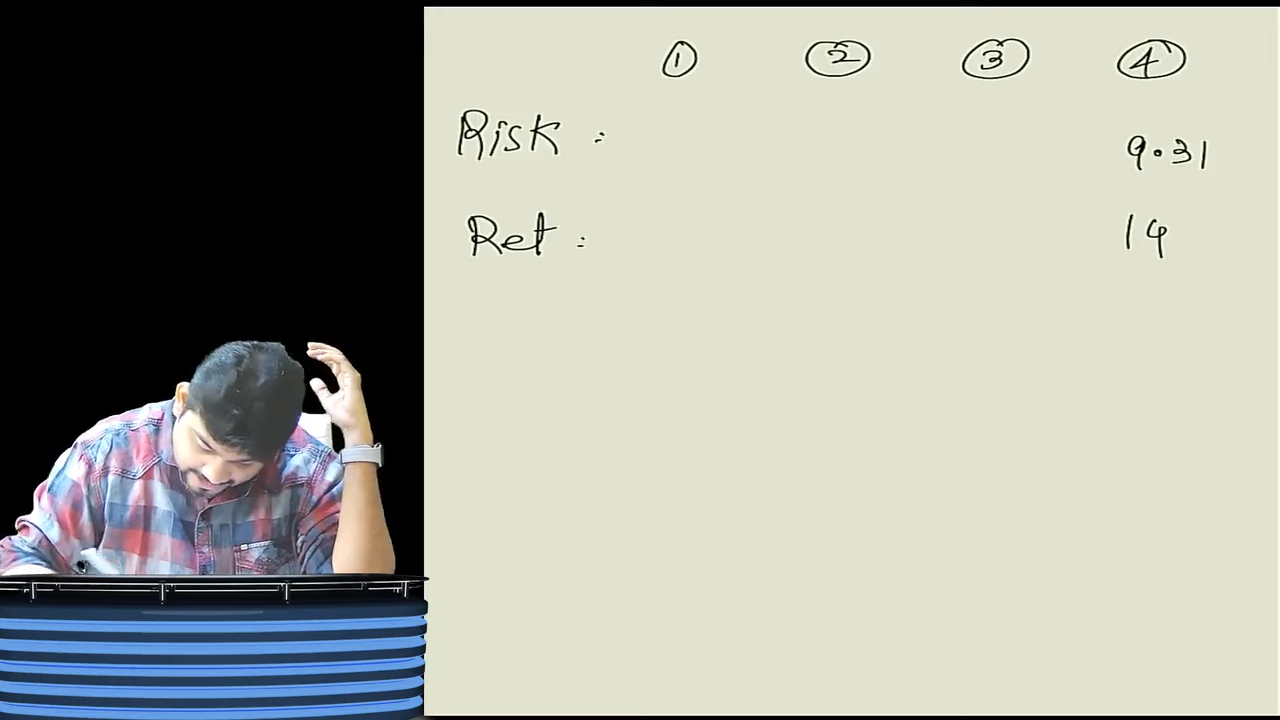 ① ② ③ ④
Risk : 9.31
Ret : 14